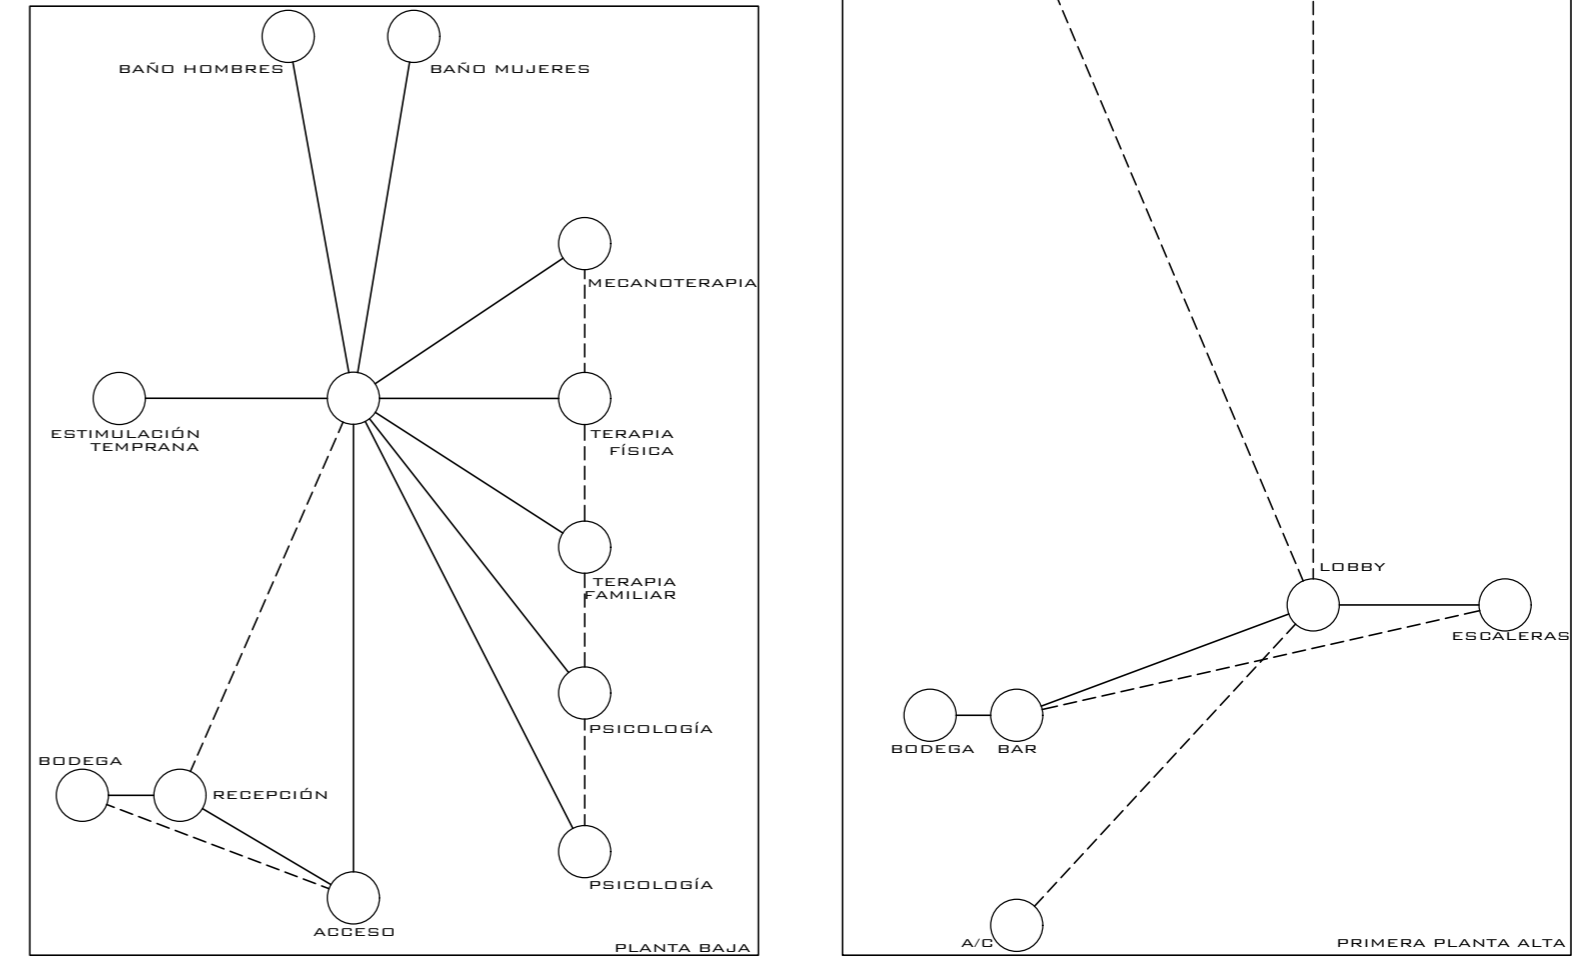 BAÑO HOMBRES
BAÑO MUJERES
MECANOTERAPIA
ESTIMULACIÓN
TEMPRANA
TERAPIA
FÍSICA
TERAPIA
FAMILIAR
PSICOLOGÍA
BODEGA
RECEPCIÓN
PSICOLOGÍA
ACCESO
PLANTA BAJA
LOBBY
ESCALERAS
BODEGA
BAR
A/C
PRIMERA PLANTA ALTA